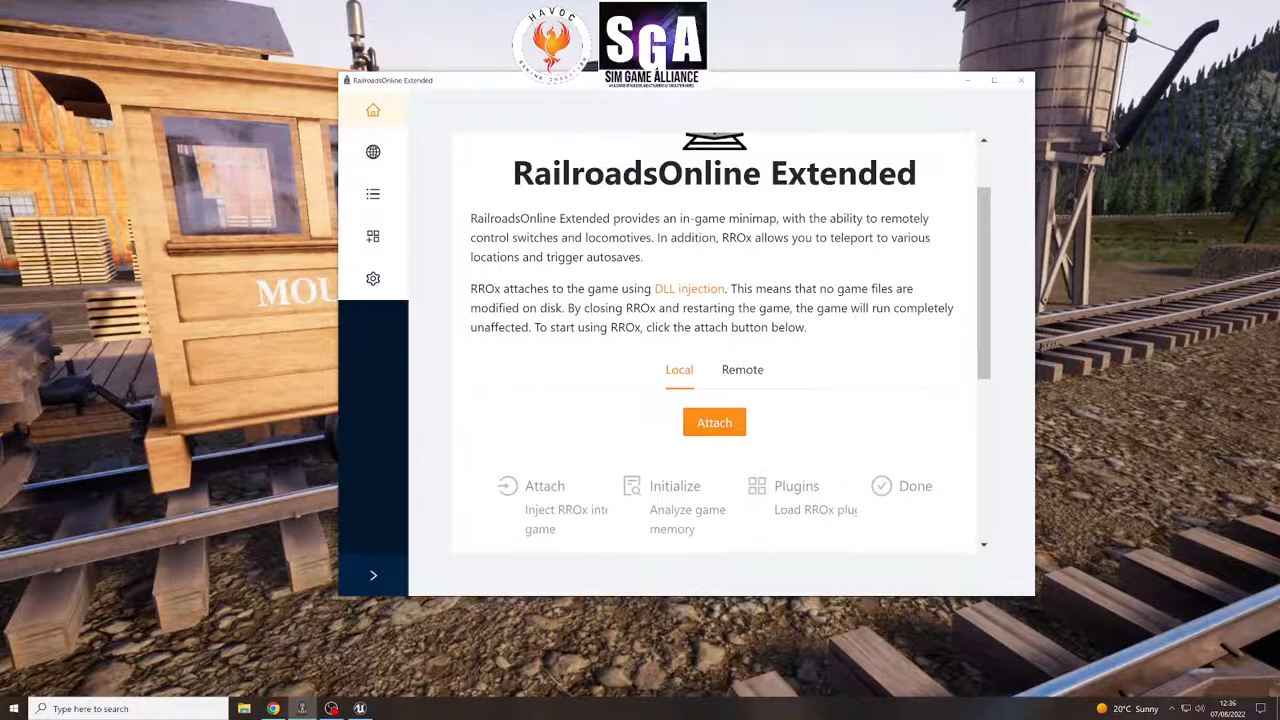 HAVOC
GAMING COALITION
SGA
SIM GAME ALLIANCE
RailroadsOnline Extended
RailroadsOnline Extended
RailroadsOnline Extended provides an in-game minimap, with the ability to remotely
control switches and locomotives. In addition, RROx allows you to teleport to various
locations and trigger autosaves.
RROx attaches to the game using DLL injection. This means that no game files are
modified on disk. By closing RROx and restarting the game, the game will run completely
unaffected. To start using RROx, click the attach button below.
Local Remote
Attach
Attach Initialize Plugins Done
Inject RROx into Analyze game Load RROx plug
game memory
MOU
Type here to search
20°C Sunny
12:36
07/08/2022